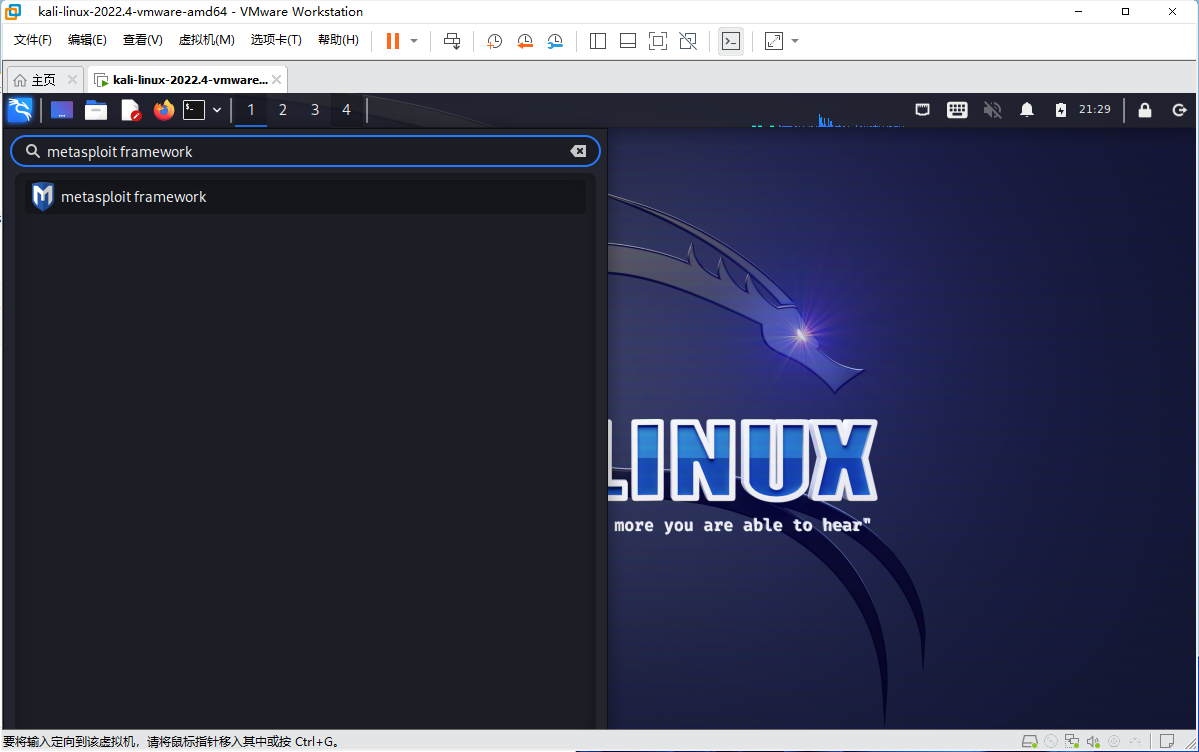 kali-linux-2022.4-vmware-amd64 - VMware Workstation
文件(F) 编辑(E) 查看(V) 虚拟机(M) 选项卡(T) 帮助(H)
主页 kali-linux-2022.4-vmware...
1 2 3 4 21:29
metasploit framework
metasploit framework
LINUX
more you are able to hear"
要将输入定向到该虚拟机，请将鼠标指针移入其中或按 Ctrl+G。